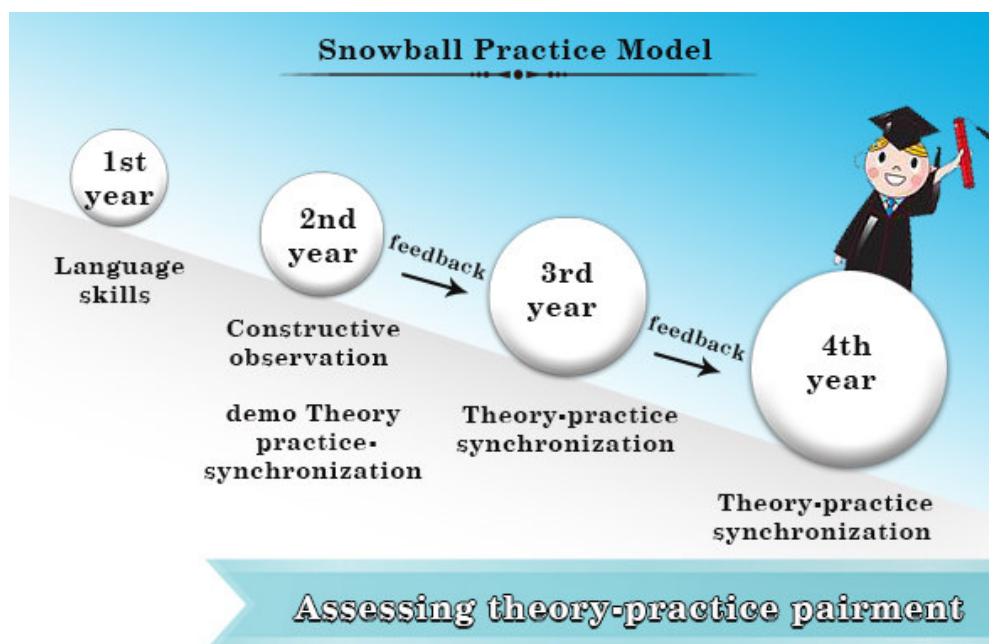 Snowball Practice Model
1st
year
Language
skills
2nd
year
Constructive
observation
demo Theory
practice-
synchronization
feedback
3rd
year
Theory-practice
synchronization
feedback
4th
year
Theory-practice
synchronization
Assessing theory-practice pairment